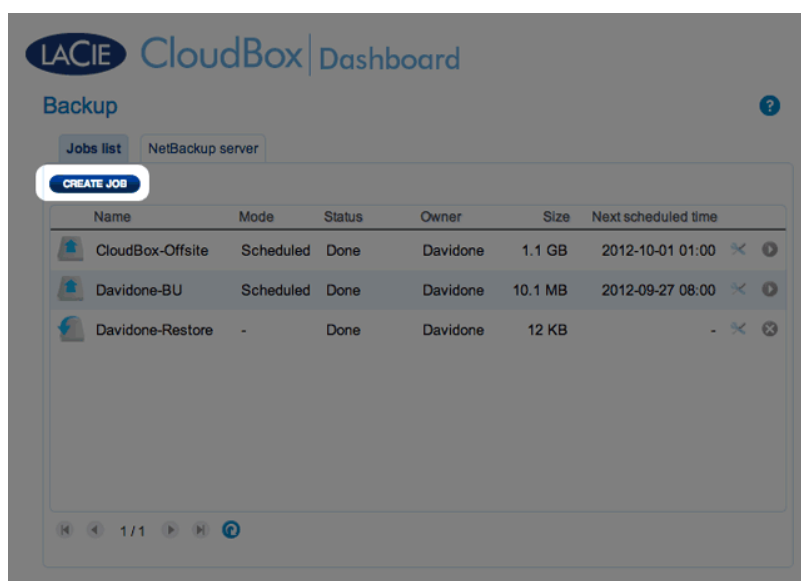 LACIE CloudBox Dashboard
Backup
?
Jobs list NetBackup server
CREATE JOB
Name Mode Status Owner Size Next scheduled time
CloudBox-Offsite Scheduled Done Davidone 1.1 GB 2012-10-01 01:00
Davidone-BU Scheduled Done Davidone 10.1 MB 2012-09-27 08:00
Davidone-Restore - Done Davidone 12 KB -
1/1